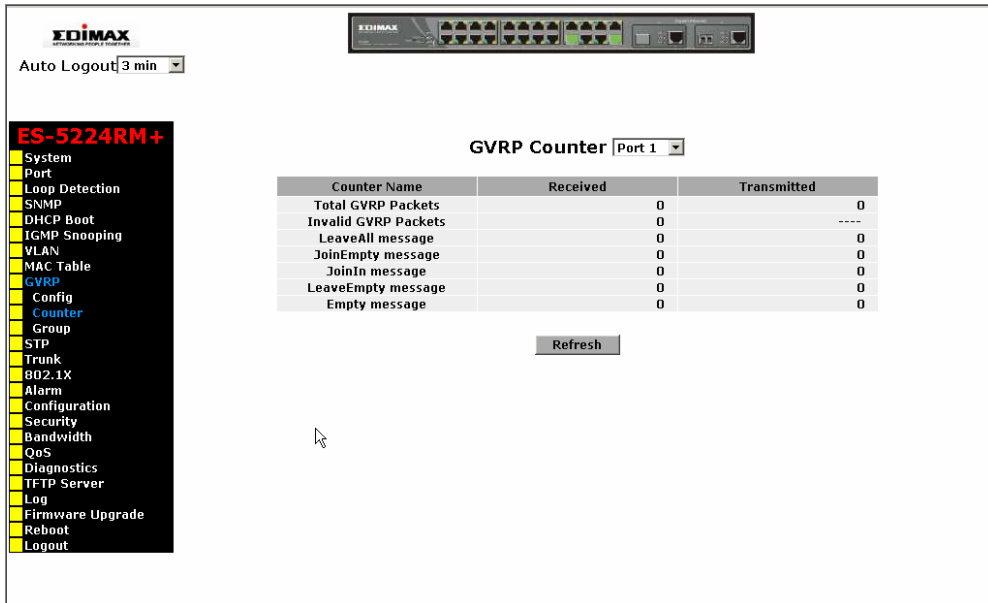 EDIMAX
NETWORKING PEOPLE TOGETHER
EDIMAX
Auto Logout 3 min
ES-5224RM+
System
Port
Loop Detection
SNMP
DHCP Boot
IGMP Snooping
VLAN
MAC Table
GVRP
Config
Counter
Group
STP
Trunk
802.1X
Alarm
Configuration
Security
Bandwidth
QoS
Diagnostics
TFTP Server
Log
Firmware Upgrade
Reboot
Logout
GVRP Counter Port 1
Counter Name Received Transmitted
Total GVRP Packets 0 0
Invalid GVRP Packets 0 ----
LeaveAll message 0 0
JoinEmpty message 0 0
JoinIn message 0 0
LeaveEmpty message 0 0
Empty message 0 0
Refresh